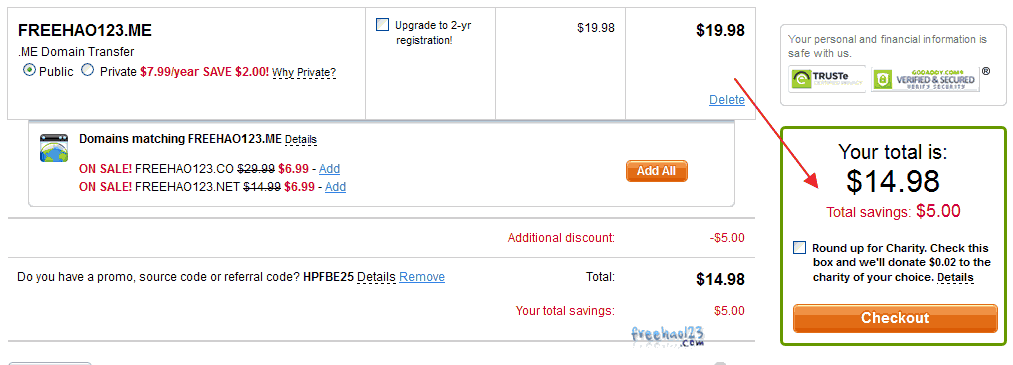 FREEHAO123.ME
.ME Domain Transfer
Public Private $7.99/year SAVE $2.00! Why Private?
Upgrade to 2-yr
registration!
$19.98
$19.98
Delete
Domains matching FREEHAO123.ME Details
ON SALE! FREEHAO123.CO $29.99 $6.99 - Add
ON SALE! FREEHAO123.NET $14.99 $6.99 - Add
Add All
Additional discount: -$5.00
Do you have a promo, source code or referral code? HPFBE25 Details Remove
Total: $14.98
Your total savings: $5.00
freehao123
.com
Your personal and financial information is
safe with us.
TRUSTe
CERTIFIED PRIVACY
GODADDY.COM®
VERIFIED & SECURED
VERIFY SECURITY
®
Your total is:
$14.98
Total savings: $5.00
Round up for Charity. Check this
box and we'll donate $0.02 to the
charity of your choice. Details
Checkout